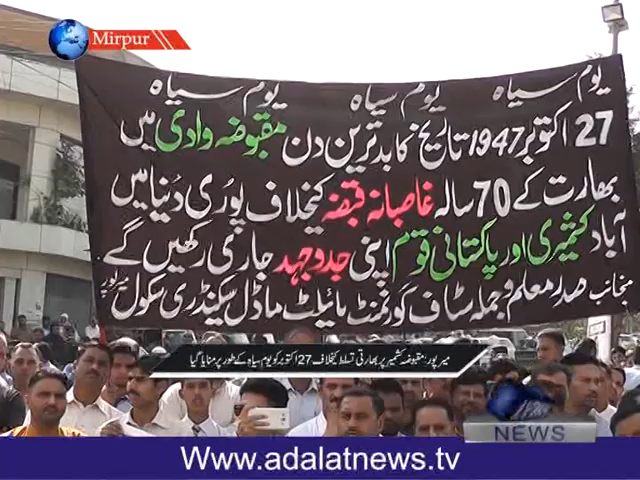 Mirpur
یوم سیاہ یوم سیاہ یوم سیاہ
27 اکتوبر 1947 تاریخ کا بدترین دن مقبوضہ وادی میں
بھارت کے 70 سالہ غاصبانہ قبضہ کیخلاف پوری دنیا میں
آباد کشمیری اور پاکستانی قوم اپنی جدوجہد جاری رکھیں گے
منجانب صدر معلم و جملہ سٹاف گورنمنٹ پائیلٹ ماڈل سیکنڈری سکول میرپور
میرپور: مقبوضہ کشمیر پر بھارتی تسلط کیخلاف 27 اکتوبر کو یوم سیاہ کے طور پر منایا گیا
NEWS
Www.adalatnews.tv